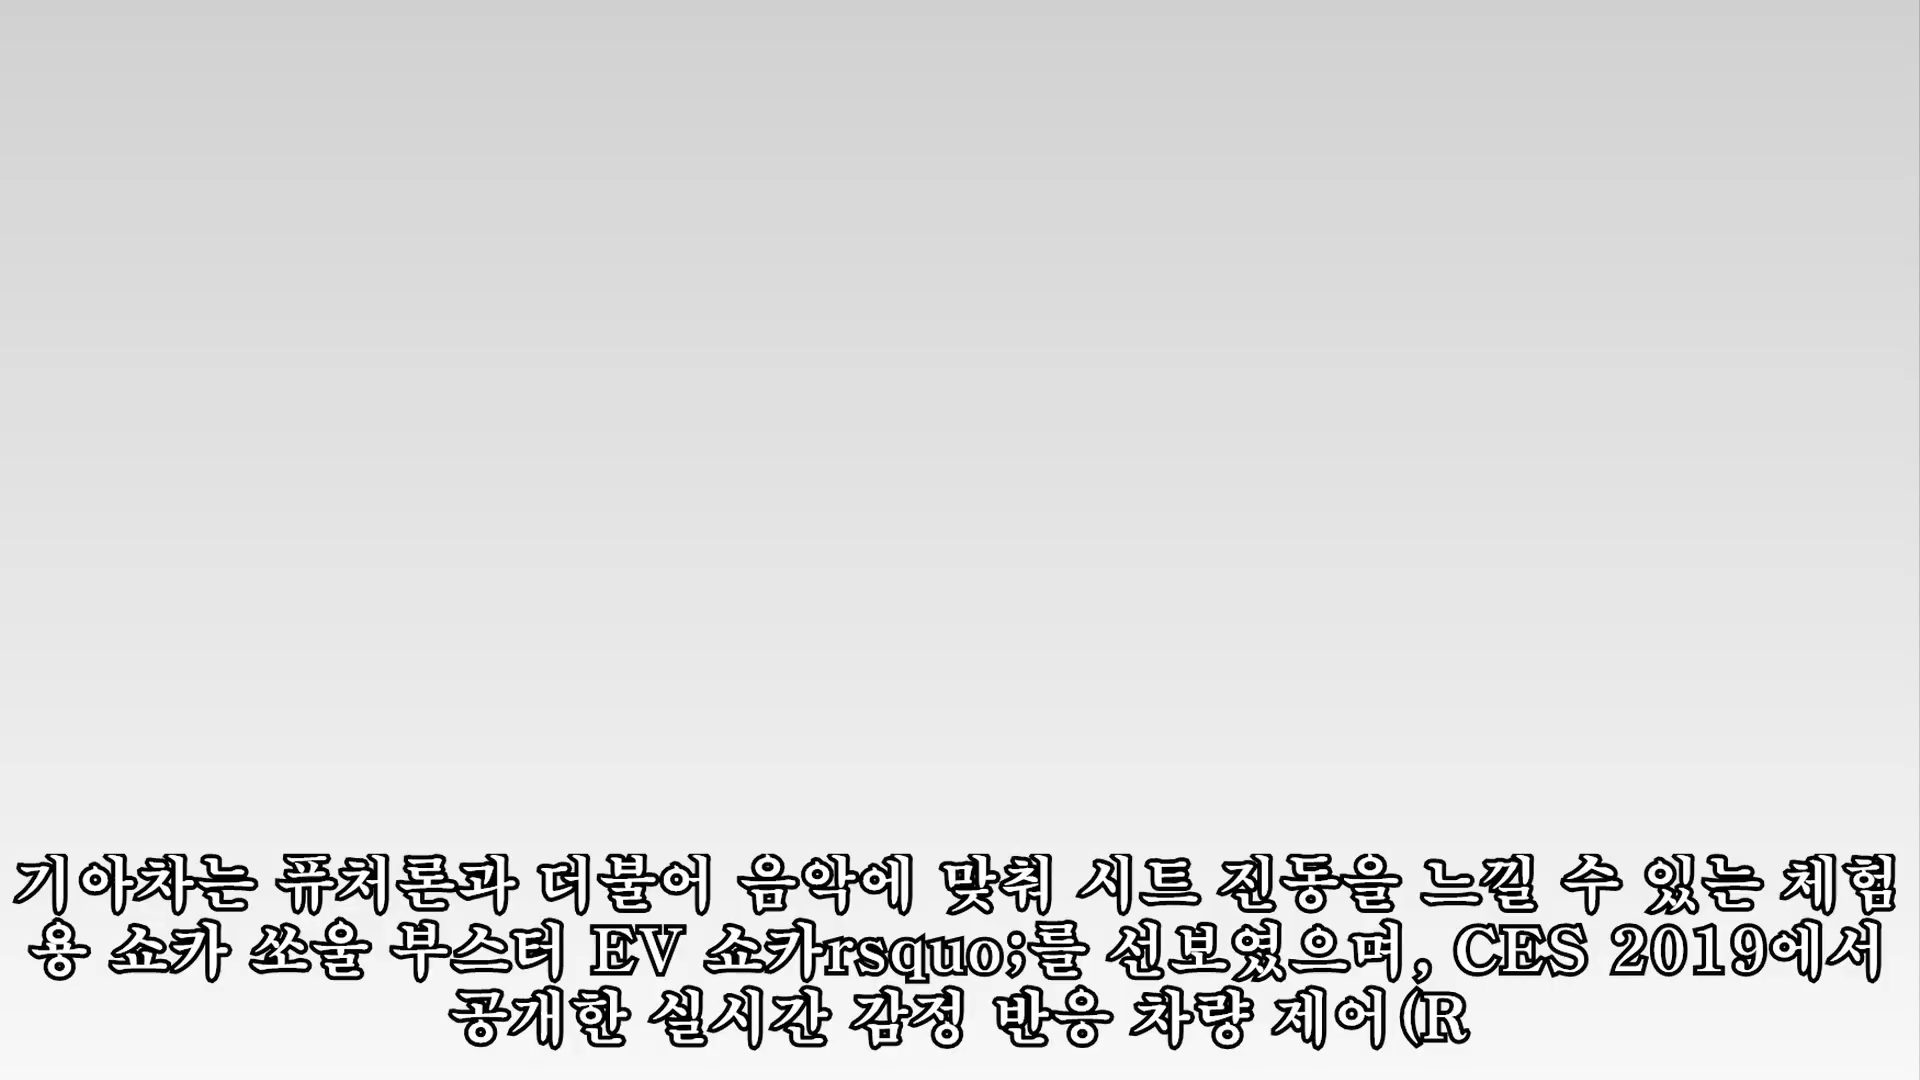 기아차는 퓨처론과 더불어 음악에 맞춰 시트 진동을 느낄 수 있는 체험
용 쇼카 쏘울 부스터 EV 쇼카rsquo;를 선보였으며, CES 2019에서
공개한 실시간 감정 반응 차량 제어(R